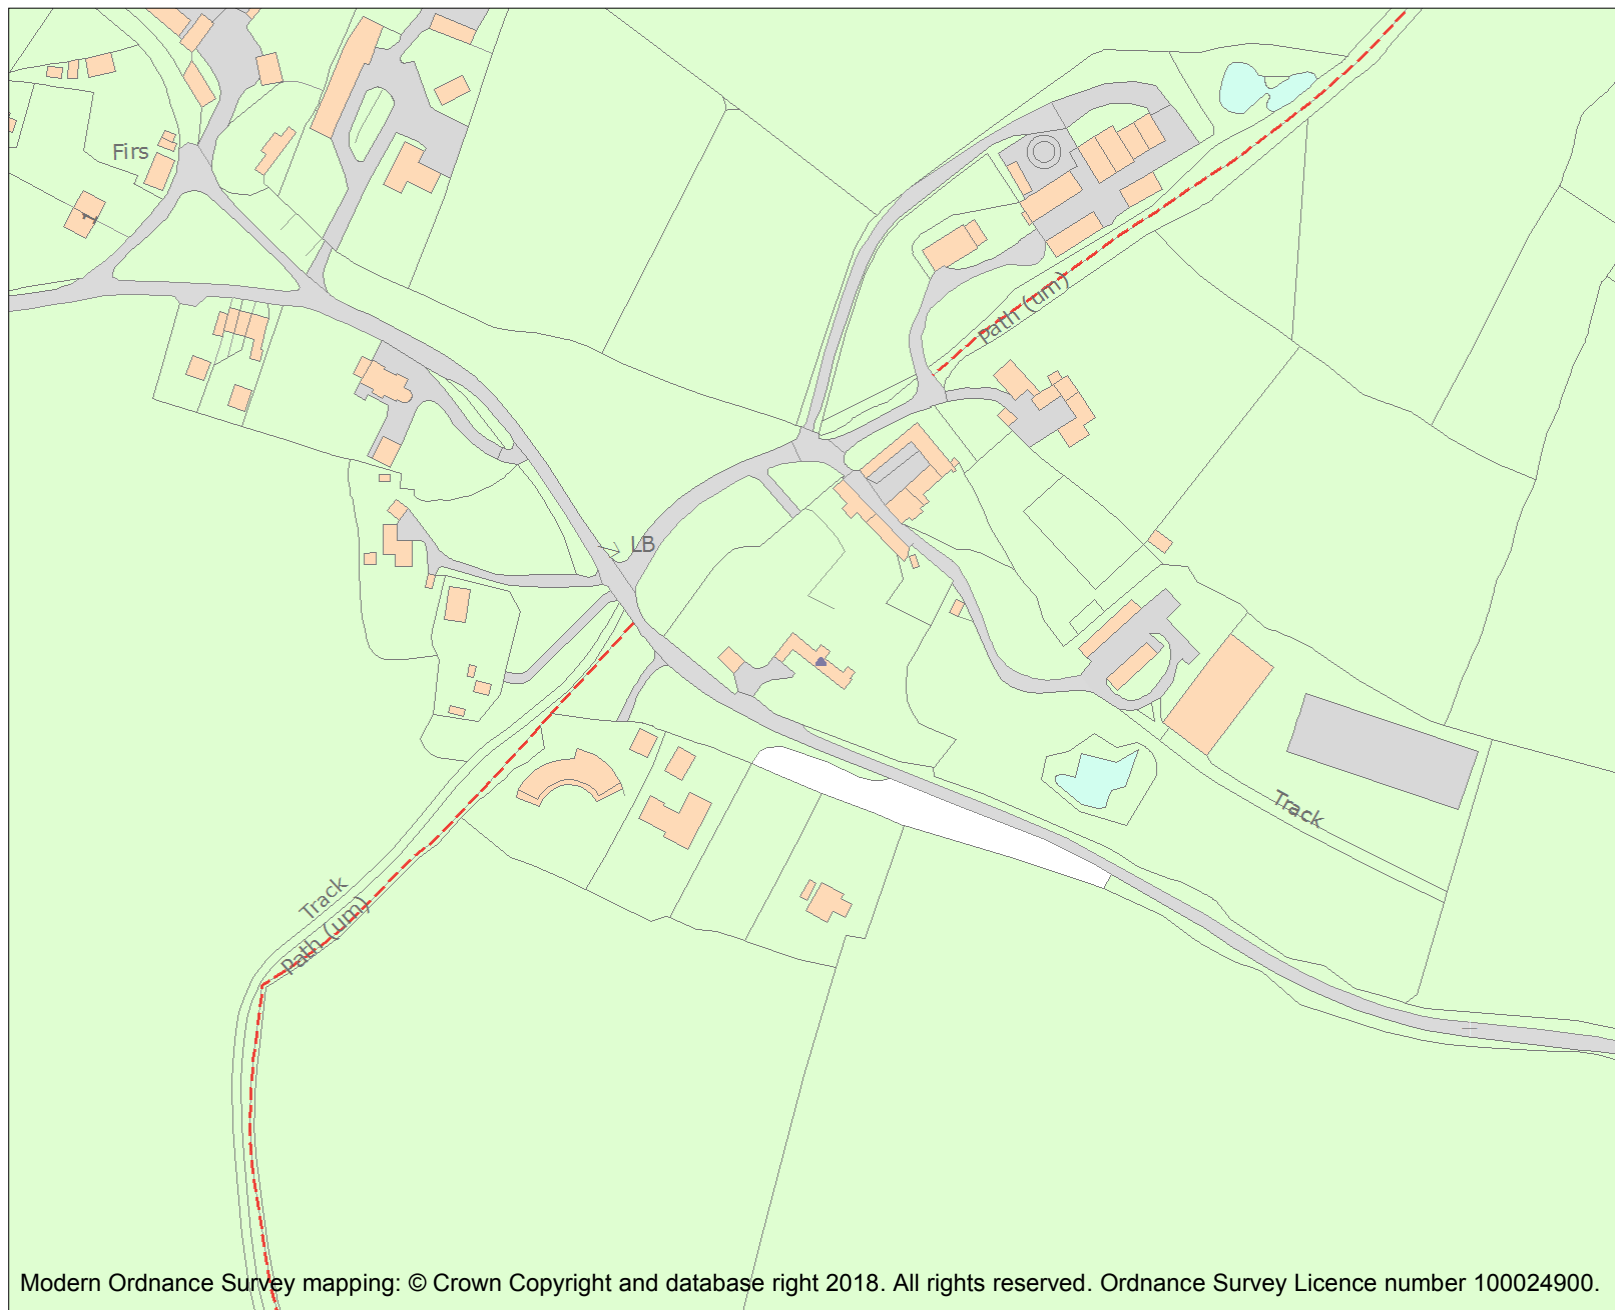 Firs
1
Path (um)
LB
Track
Track
Path (um)
Modern Ordnance Survey mapping: © Crown Copyright and database right 2018. All rights reserved. Ordnance Survey Licence number 100024900.